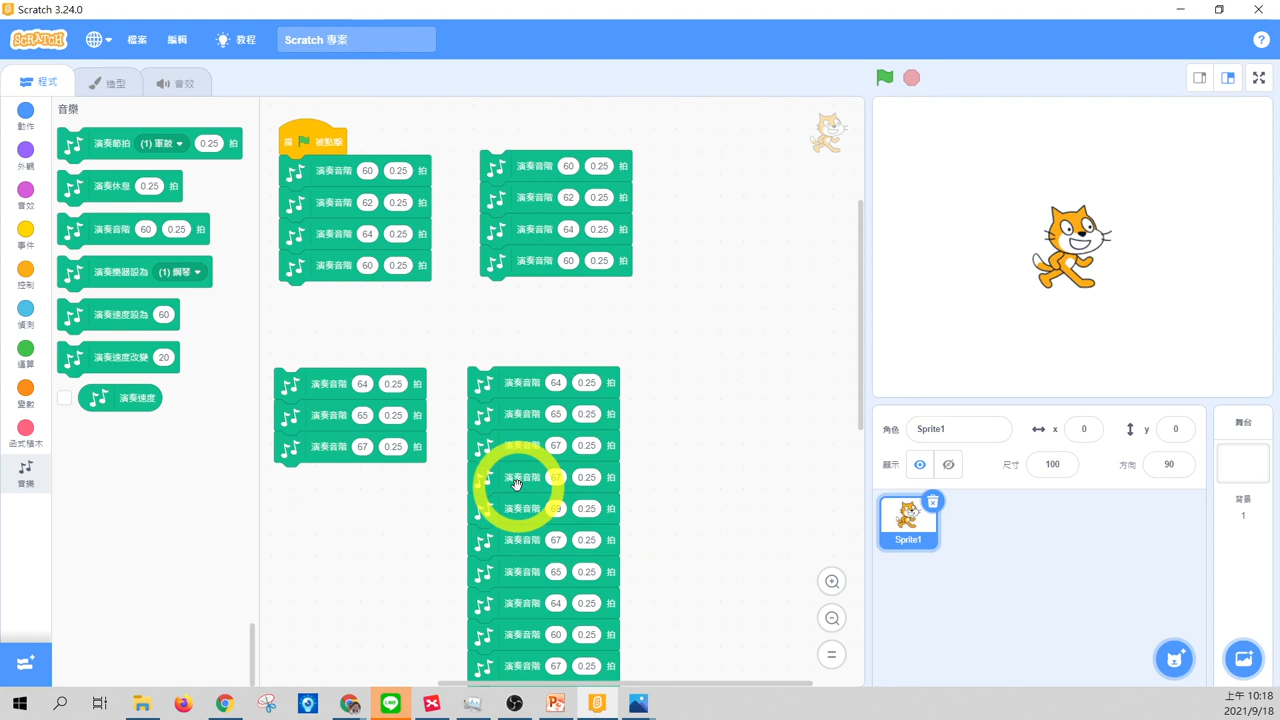 Scratch 3.24.0
SCRATCH
檔案
編輯
教程
Scratch 專案
?
程式
造型
音效
動作
外觀
音效
事件
控制
偵測
運算
變數
函式積木
音樂
音樂
演奏節拍 (1) 軍鼓 0.25 拍
演奏休息 0.25 拍
演奏音階 60 0.25 拍
演奏樂器設為 (1) 鋼琴
演奏速度設為 60
演奏速度改變 20
演奏速度
當 被點擊
演奏音階 60 0.25 拍
演奏音階 62 0.25 拍
演奏音階 64 0.25 拍
演奏音階 60 0.25 拍
演奏音階 60 0.25 拍
演奏音階 62 0.25 拍
演奏音階 64 0.25 拍
演奏音階 60 0.25 拍
演奏音階 64 0.25 拍
演奏音階 65 0.25 拍
演奏音階 67 0.25 拍
演奏音階 64 0.25 拍
演奏音階 65 0.25 拍
演奏音階 67 0.25 拍
演奏音階 67 0.25 拍
演奏音階 69 0.25 拍
演奏音階 67 0.25 拍
演奏音階 65 0.25 拍
演奏音階 64 0.25 拍
演奏音階 60 0.25 拍
演奏音階 67 0.25 拍
角色 Sprite1 x 0 y 0
顯示 尺寸 100 方向 90
Sprite1
舞台
背景
1
LINE
上午 10:18
2021/9/18